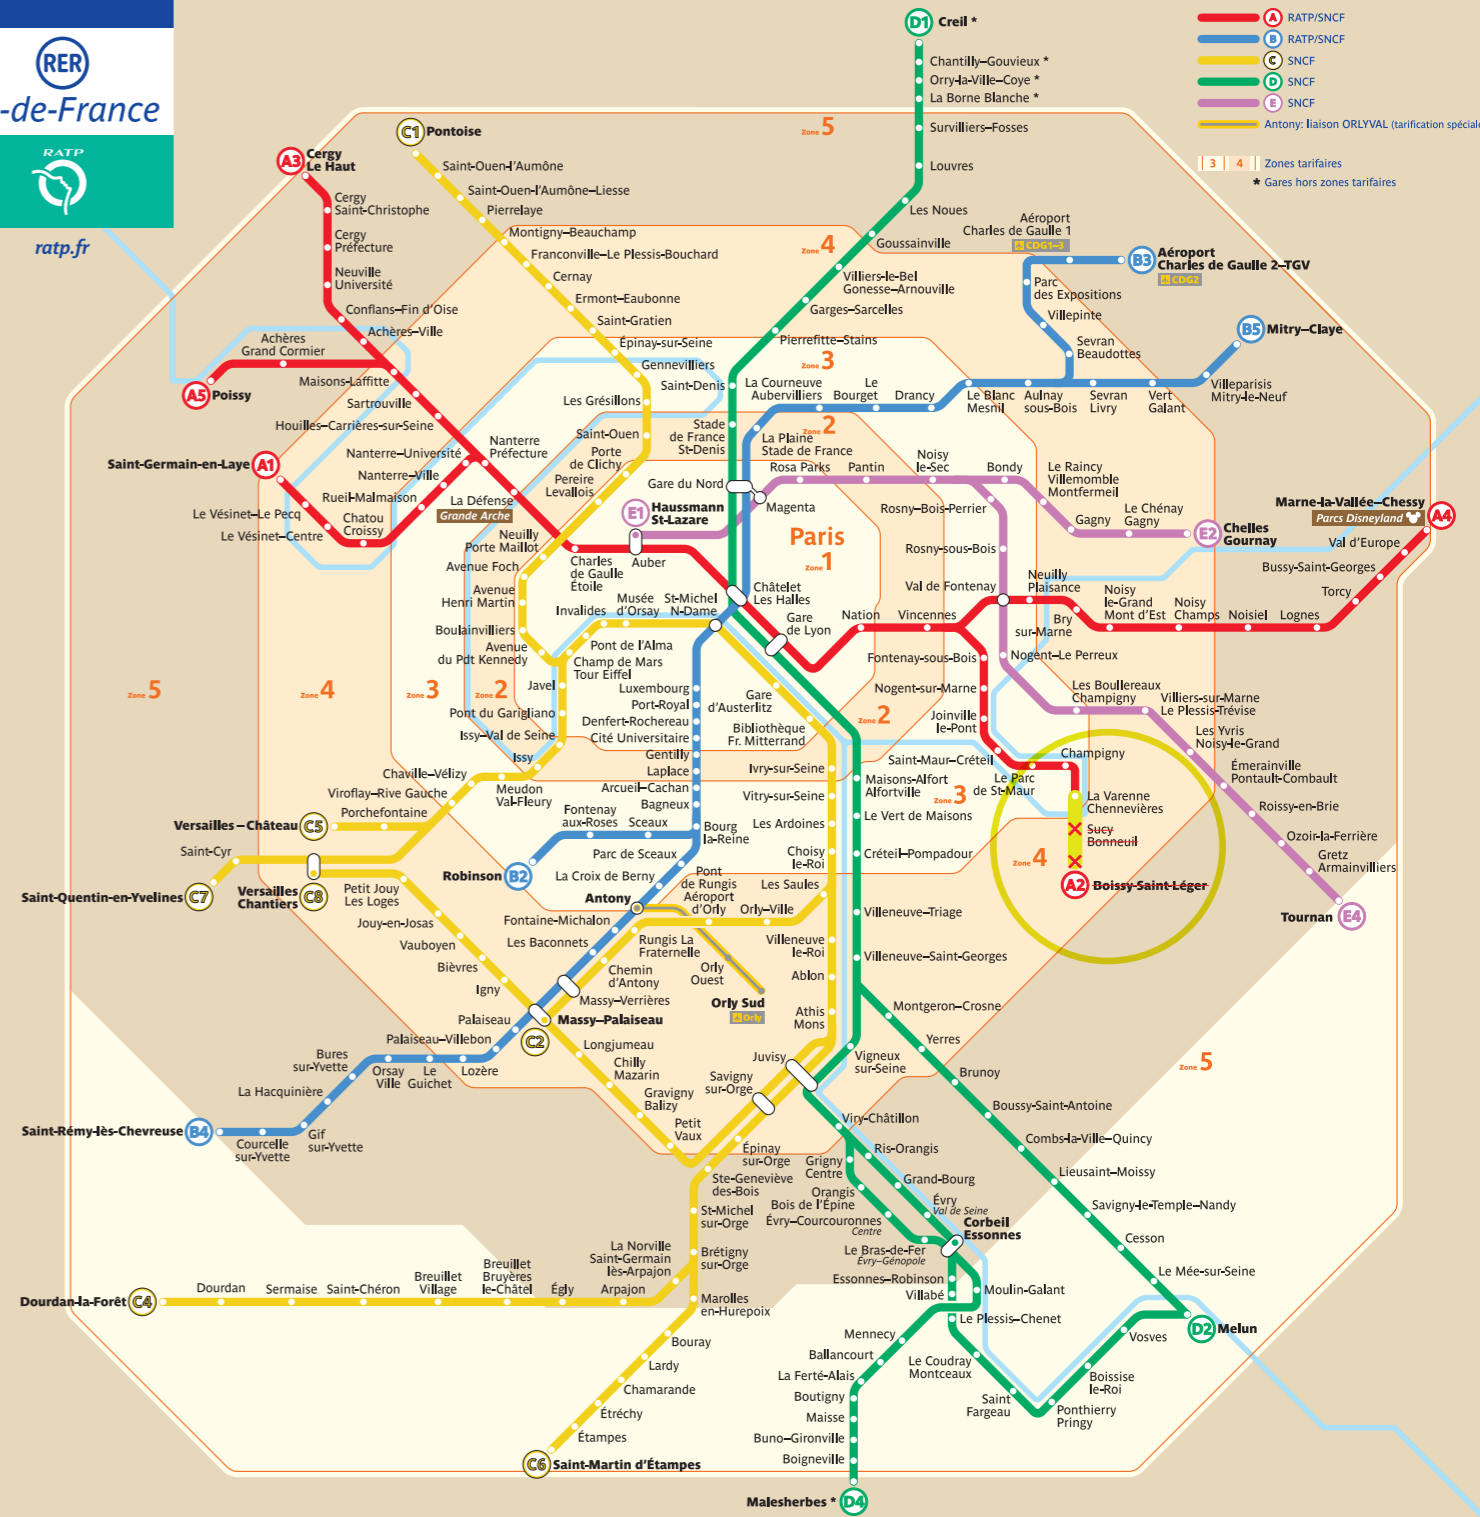 RER
-de-France
RATP
ratp.fr
A RATP/SNCF
B RATP/SNCF
C SNCF
D SNCF
E SNCF
Antony: liaison ORLYVAL (tarification spéciale
3 4 Zones tarifaires
* Gares hors zones tarifaires
D1 Creil *
Chantilly–Gouvieux *
Orry-la-Ville–Coye *
La Borne Blanche *
Survilliers–Fosses
Louvres
Les Noues
Goussainville
Villiers-le-Bel
Gonesse–Arnouville
Garges–Sarcelles
Pierrefitte–Stains
Saint-Denis
Stade
de France
St-Denis
Gare du Nord
Zone 5
Zone 4
Zone 3
Zone 2
Paris
Zone 1
C1 Pontoise
Saint-Ouen-l'Aumône
Saint-Ouen-l'Aumône–Liesse
Pierrelaye
Montigny–Beauchamp
Franconville–Le Plessis-Bouchard
Cernay
Ermont–Eaubonne
Saint-Gratien
Épinay-sur-Seine
Gennevilliers
Les Grésillons
Saint-Ouen
Porte
de Clichy
Pereire
Levallois
Neuilly
Porte Maillot
Avenue Foch
Avenue
Henri Martin
Boulainvilliers
Avenue
du Pdt Kennedy
A3 Cergy
Le Haut
Cergy
Saint-Christophe
Cergy
Préfecture
Neuville
Université
Conflans–Fin d'Oise
Achères–Ville
Achères
Grand Cormier
A5 Poissy
Maisons-Laffitte
Sartrouville
Houilles–Carrières-sur-Seine
Saint-Germain-en-Laye A1
Le Vésinet–Le Pecq
Le Vésinet–Centre
Chatou
Croissy
Rueil-Malmaison
Nanterre–Ville
Nanterre–Université
Nanterre
Préfecture
La Défense
Grande Arche
Charles
de Gaulle
Étoile
E1 Haussmann
St-Lazare
Auber
Magenta
Châtelet
Les Halles
Gare
de Lyon
Nation
Vincennes
Val de Fontenay
Aéroport
Charles de Gaulle 1
CDG1–3
B3 Aéroport
Charles de Gaulle 2–TGV
CDG2
Parc
des Expositions
Villepinte
Sevran
Beaudottes
B5 Mitry–Claye
Villeparisis
Mitry-le-Neuf
Vert
Galant
Sevran
Livry
Aulnay
sous-Bois
Le Blanc
Mesnil
Drancy
Le
Bourget
La Courneuve
Aubervilliers
La Plaine
Stade de France
Rosa Parks
Pantin
Noisy
le-Sec
Bondy
Le Raincy
Villemomble
Montfermeil
Gagny
Le Chénay
Gagny
E2 Chelles
Gournay
Rosny–Bois-Perrier
Rosny-sous-Bois
Marne-la-Vallée–Chessy A4
Parcs Disneyland
Val d'Europe
Bussy-Saint-Georges
Torcy
Lognes
Noisiel
Noisy
Champs
Noisy
le-Grand
Mont d'Est
Bry
sur-Marne
Neuilly
Plaisance
Nogent–Le Perreux
Les Boullereaux
Champigny
Villiers-sur-Marne
Le Plessis-Trévise
Les Yvris
Noisy-le-Grand
Émerainville
Pontault-Combault
Roissy-en-Brie
Ozoir-la-Ferrière
Gretz
Armainvilliers
Tournan E4
Fontenay-sous-Bois
Nogent-sur-Marne
Joinville
le-Pont
Saint-Maur–Créteil
Le Parc
de St-Maur
Champigny
La Varenne
Chennevières
Sucy
Bonneuil
A2 Boissy-Saint-Léger
Zone 4
Zone 3
Zone 2
Zone 5
Zone 4
Zone 3
Zone 2
Invalides
Musée
d'Orsay
St-Michel
N-Dame
Pont de l'Alma
Champ de Mars
Tour Eiffel
Javel
Pont du Garigliano
Issy–Val de Seine
Issy
Meudon
Val-Fleury
Chaville–Vélizy
Viroflay–Rive Gauche
Porchefontaine
Versailles–Château C5
Saint-Cyr
Saint-Quentin-en-Yvelines C7
Versailles
Chantiers C8
Petit Jouy
Les Loges
Jouy-en-Josas
Vauboyen
Bièvres
Igny
Massy–Palaiseau
C2
Luxembourg
Port-Royal
Denfert-Rochereau
Cité Universitaire
Gentilly
Laplace
Arcueil–Cachan
Bagneux
Bourg
la-Reine
Sceaux
Fontenay
aux-Roses
Robinson B2
Parc de Sceaux
La Croix de Berny
Antony
Fontaine-Michalon
Les Baconnets
Massy–Verrières
Palaiseau
Palaiseau–Villebon
Lozère
Le
Guichet
Orsay
Ville
Bures
sur-Yvette
La Hacquinière
Gif
sur-Yvette
Courcelle
sur-Yvette
Saint-Rémy-lès-Chevreuse B4
Chemin
d'Antony
Rungis La
Fraternelle
Pont
de Rungis
Aéroport
d'Orly
Orly–Ville
Les Saules
Orly
Ouest
Orly Sud
Orly
Gare
d'Austerlitz
Bibliothèque
Fr. Mitterrand
Ivry-sur-Seine
Vitry-sur-Seine
Les Ardoines
Choisy
le-Roi
Villeneuve
le-Roi
Ablon
Athis
Mons
Juvisy
Savigny
sur-Orge
Maisons-Alfort
Alfortville
Le Vert de Maisons
Créteil–Pompadour
Villeneuve–Triage
Villeneuve–Saint-Georges
Vigneux
sur-Seine
Montgeron–Crosne
Yerres
Brunoy
Boussy-Saint-Antoine
Combs-la-Ville–Quincy
Lieusaint–Moissy
Savigny-le-Temple–Nandy
Cesson
Le Mée-sur-Seine
D2 Melun
Zone 5
Longjumeau
Chilly
Mazarin
Gravigny
Balizy
Petit
Vaux
Épinay
sur-Orge
Ste-Geneviève
des-Bois
St-Michel
sur-Orge
Brétigny
sur-Orge
Marolles
en-Hurepoix
Bouray
Lardy
Chamarande
Étréchy
Étampes
C6 Saint-Martin d'Étampes
La Norville
Saint-Germain
lès-Arpajon
Arpajon
Égly
Breuillet
Bruyères
le-Châtel
Breuillet
Village
Saint-Chéron
Sermaise
Dourdan
Dourdan-la-Forêt C4
Viry-Châtillon
Ris-Orangis
Grand-Bourg
Évry
Val de Seine
Corbeil
Essonnes
Grigny
Centre
Orangis
Bois de l'Épine
Évry–Courcouronnes
Centre
Le Bras-de-Fer
Évry–Génopole
Essonnes–Robinson
Villabé
Moulin-Galant
Le Plessis–Chenet
Le Coudray
Montceaux
Saint
Fargeau
Ponthierry
Pringy
Boissise
le-Roi
Vosves
Mennecy
Ballancourt
La Ferté-Alais
Boutigny
Maisse
Buno–Gironville
Boigneville
Malesherbes * D4